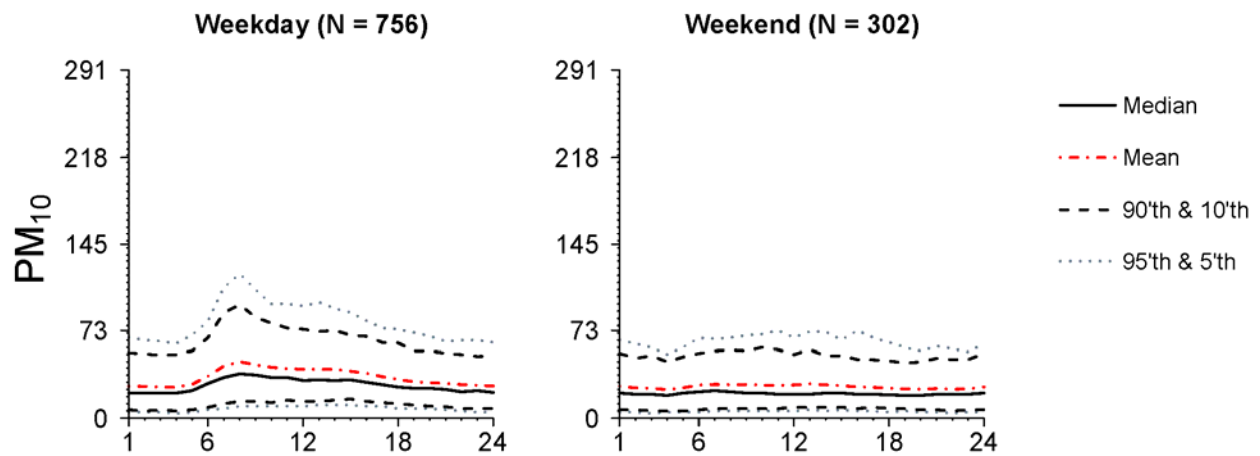 Weekday (N = 756)
291
218
145
73
0
PM10
1 6 12 18 24
Weekend (N = 302)
291
218
145
73
0
1 6 12 18 24
Median
Mean
90'th & 10'th
95'th & 5'th